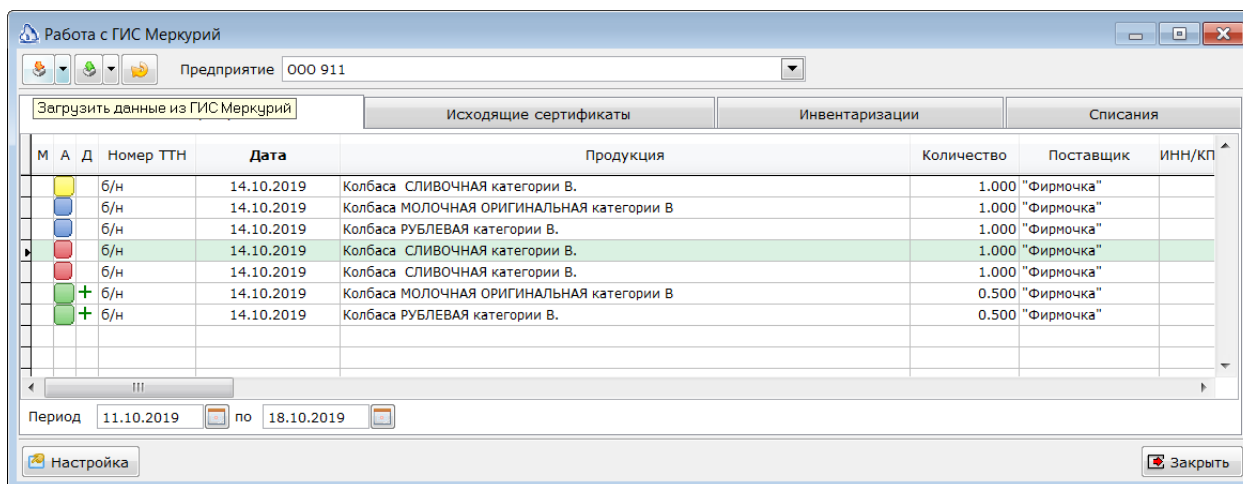 Работа с ГИС Меркурий
Предприятие ООО 911
Загрузить данные из ГИС Меркурий Исходящие сертификаты Инвентаризации Списания
М А Д Номер ТТН Дата Продукция Количество Поставщик ИНН/КП
б/н 14.10.2019 Колбаса СЛИВОЧНАЯ категории В. 1.000 "Фирмочка"
б/н 14.10.2019 Колбаса МОЛОЧНАЯ ОРИГИНАЛЬНАЯ категории В 1.000 "Фирмочка"
б/н 14.10.2019 Колбаса РУБЛЕВАЯ категории В. 1.000 "Фирмочка"
б/н 14.10.2019 Колбаса СЛИВОЧНАЯ категории В. 1.000 "Фирмочка"
б/н 14.10.2019 Колбаса СЛИВОЧНАЯ категории В. 1.000 "Фирмочка"
+ б/н 14.10.2019 Колбаса МОЛОЧНАЯ ОРИГИНАЛЬНАЯ категории В 0.500 "Фирмочка"
+ б/н 14.10.2019 Колбаса РУБЛЕВАЯ категории В. 0.500 "Фирмочка"
Период 11.10.2019 по 18.10.2019
Настройка Закрыть